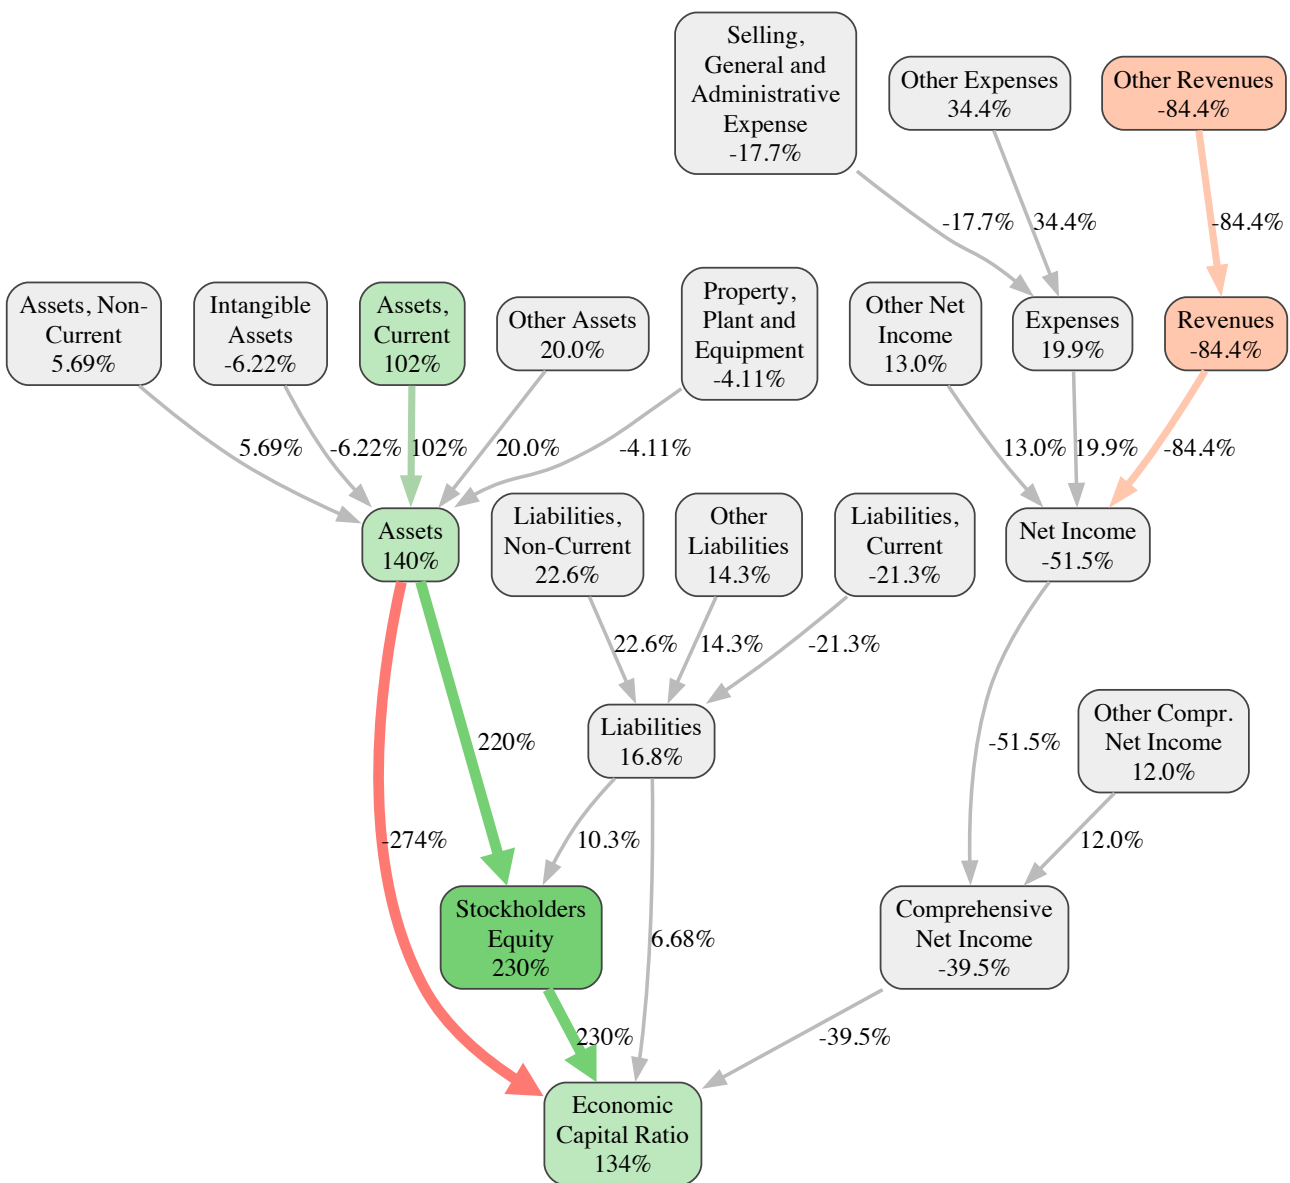 Selling,
General and
Administrative
Expense
-17.7%
Other Expenses
34.4%
Other Revenues
-84.4%
-17.7%
34.4%
-84.4%
Assets, Non-
Current
5.69%
Intangible
Assets
-6.22%
Assets,
Current
102%
Other Assets
20.0%
Property,
Plant and
Equipment
-4.11%
Other Net
Income
13.0%
Expenses
19.9%
Revenues
-84.4%
5.69%
-6.22%
102%
20.0%
-4.11%
13.0%
19.9%
-84.4%
Assets
140%
Liabilities,
Non-Current
22.6%
Other
Liabilities
14.3%
Liabilities,
Current
-21.3%
Net Income
-51.5%
22.6%
14.3%
-21.3%
220%
Liabilities
16.8%
-51.5%
Other Compr.
Net Income
12.0%
-274%
10.3%
12.0%
Stockholders
Equity
230%
6.68%
Comprehensive
Net Income
-39.5%
230%
-39.5%
Economic
Capital Ratio
134%